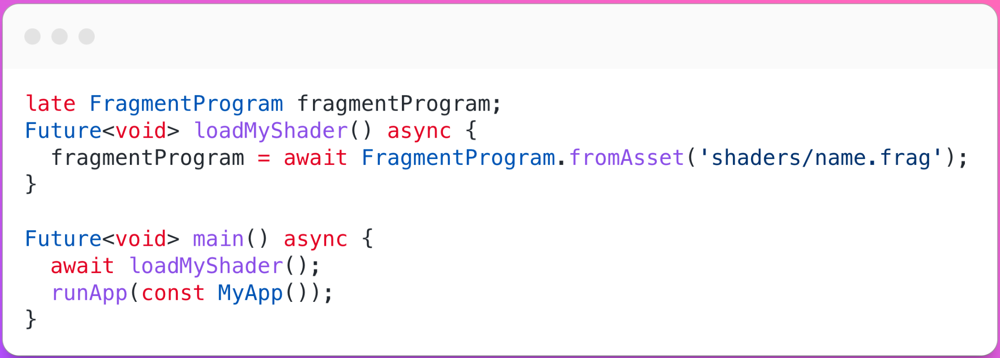 late FragmentProgram fragmentProgram;
Future<void> loadMyShader() async {
  fragmentProgram = await FragmentProgram.fromAsset('shaders/name.frag');
}

Future<void> main() async {
  await loadMyShader();
  runApp(const MyApp());
}